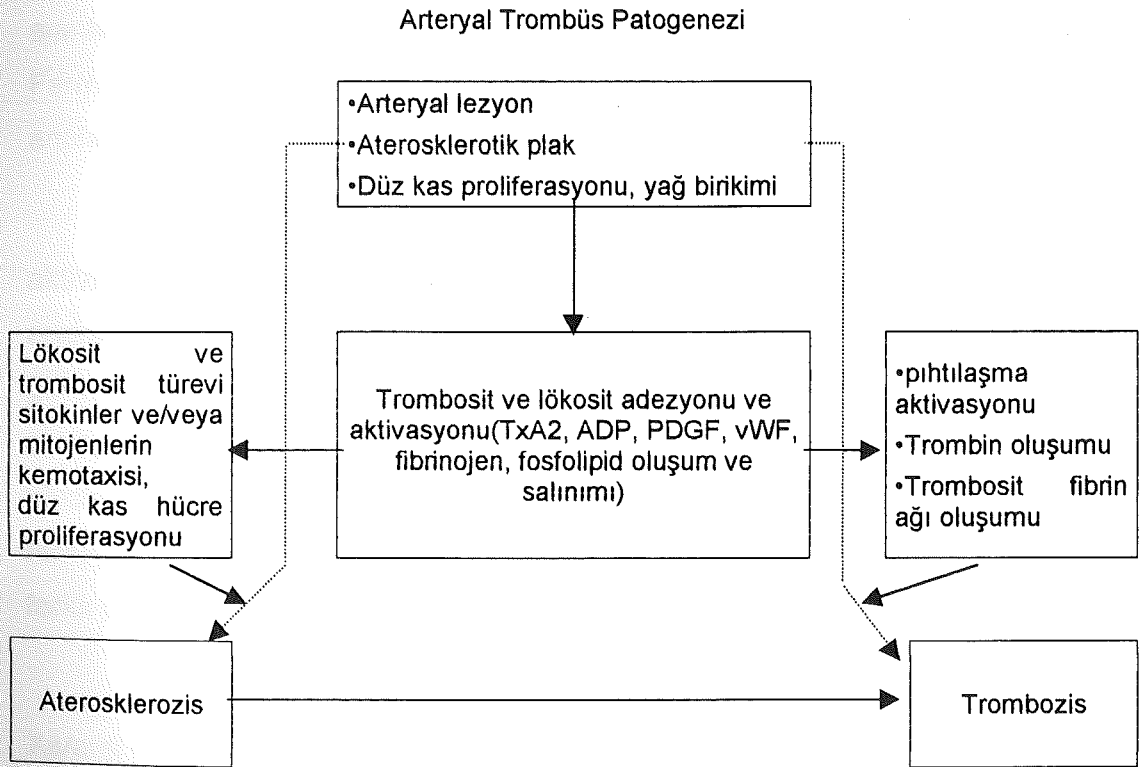 Arteryal Trombüs Patogenezi
•Arteryal lezyon
•Aterosklerotik plak
•Düz kas proliferasyonu, yağ birikimi
Lökosit ve
trombosit türevi
sitokinler ve/veya
mitojenlerin
kemotaxisi,
düz kas hücre
proliferasyonu
Trombosit ve lökosit adezyonu ve
aktivasyonu(TxA2, ADP, PDGF, vWF,
fibrinojen, fosfolipid oluşum ve
salınımı)
•pıhtılaşma
aktivasyonu
•Trombin oluşumu
•Trombosit fibrin
ağı oluşumu
Aterosklerozis
Trombozis